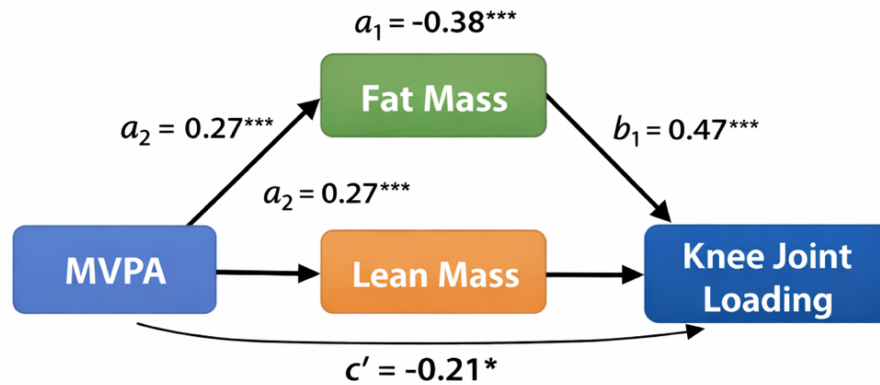 a₁ = -0.38***
Fat Mass
a₂ = 0.27***
b₁ = 0.47***
a₂ = 0.27***
MVPA
Lean Mass
Knee Joint
Loading
c′ = -0.21*